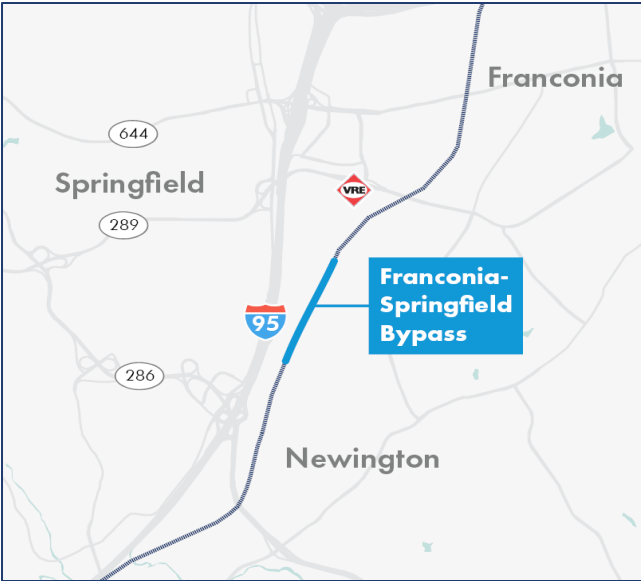 Franconia
644
Springfield
VRE
289
Franconia-
Springfield
Bypass
95
286
Newington